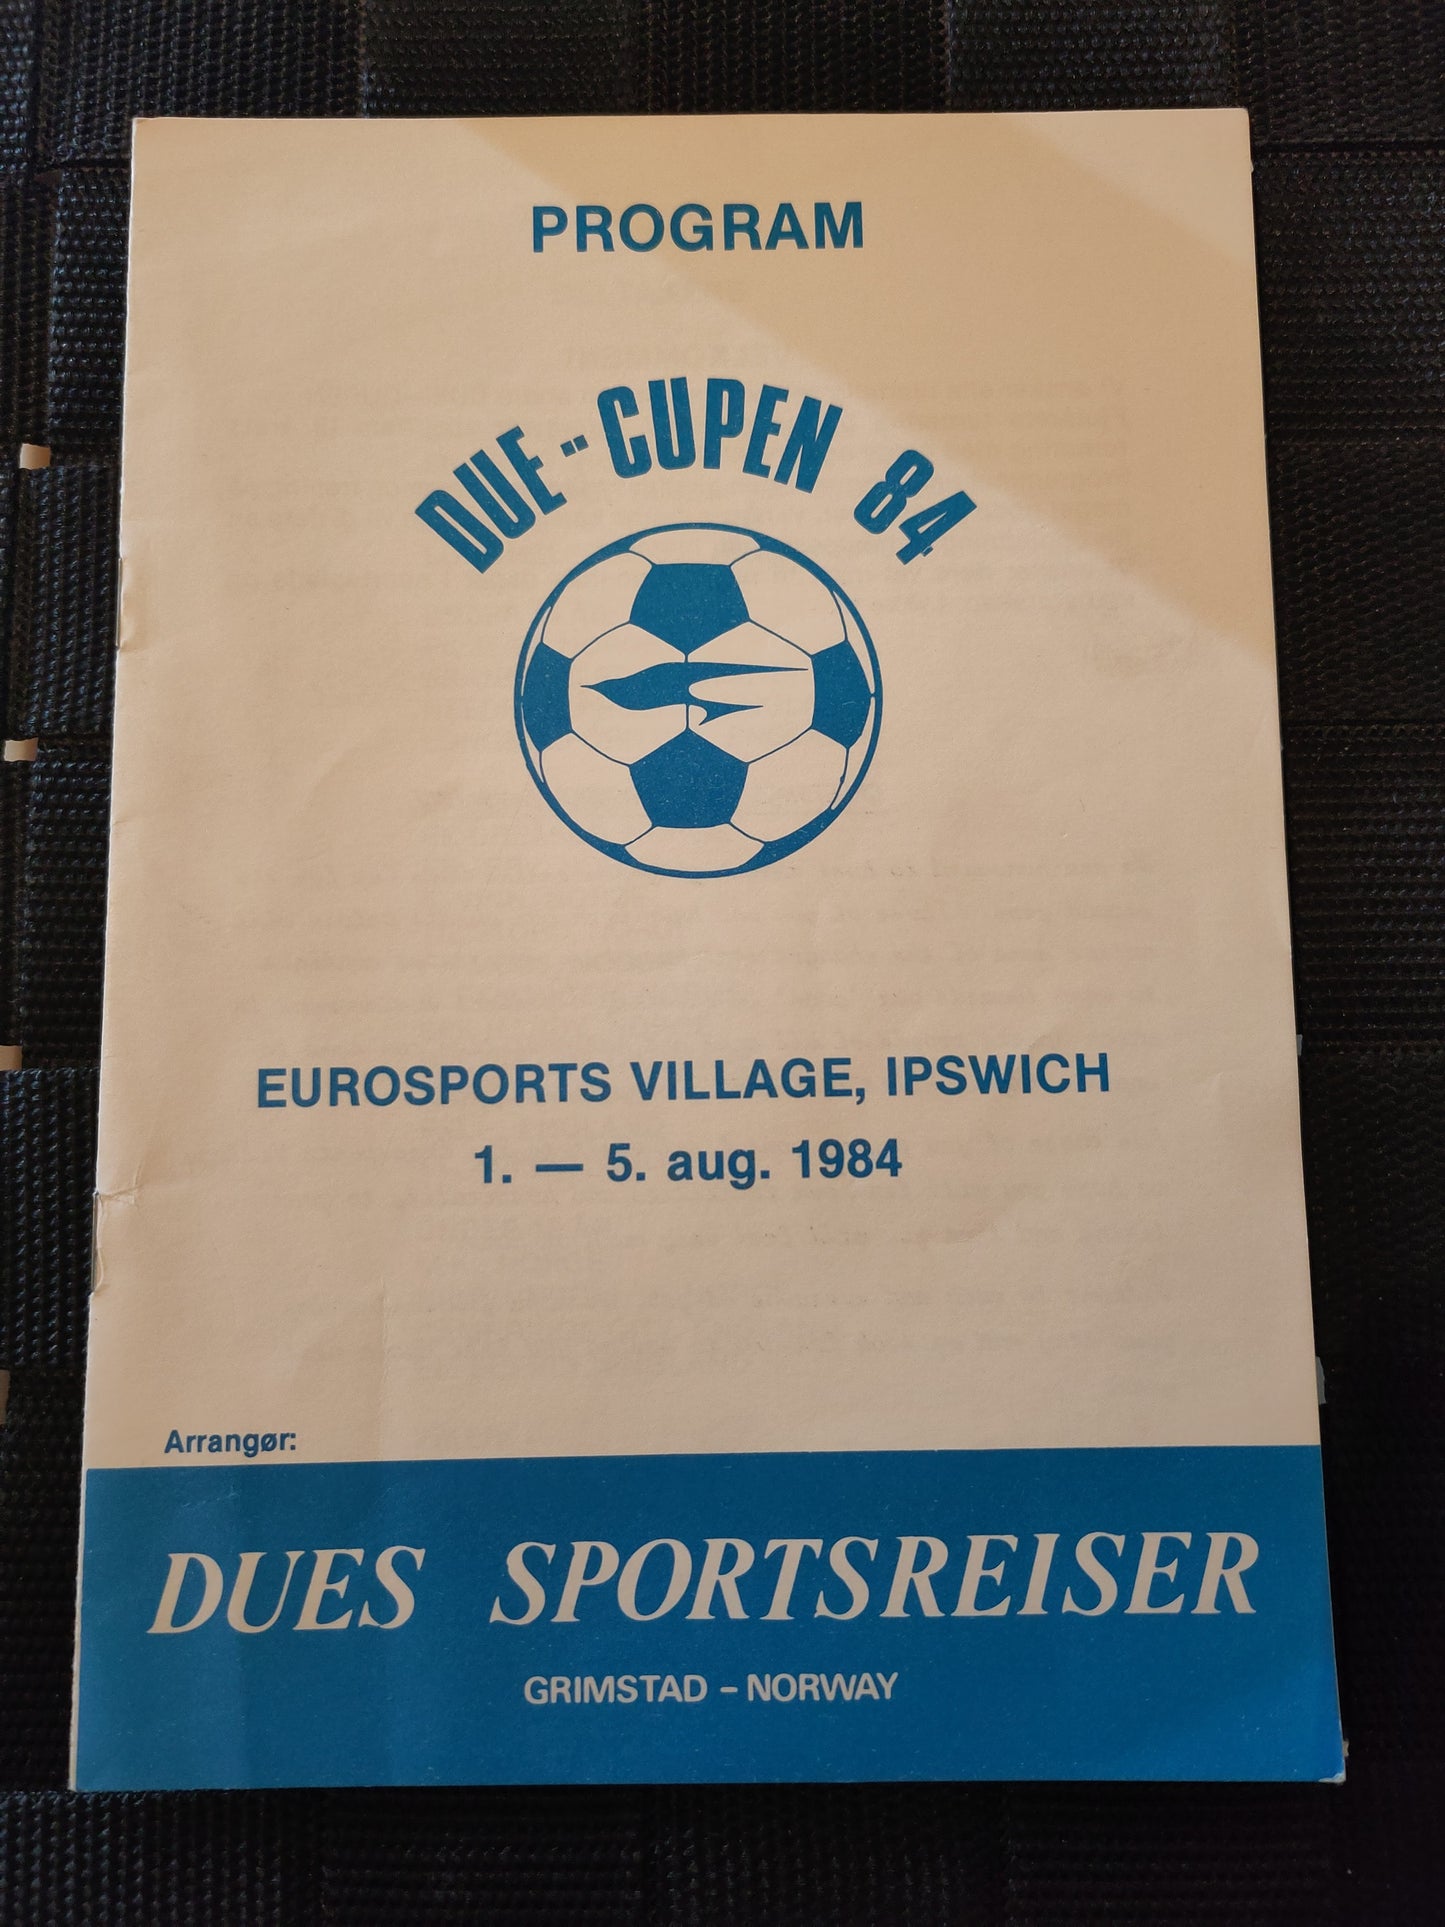 PROGRAM
DUE-CUPEN 84
EUROSPORTS VILLAGE, IPSWICH
1. — 5. aug. 1984
Arrangør:
DUES SPORTSREISER
GRIMSTAD – NORWAY